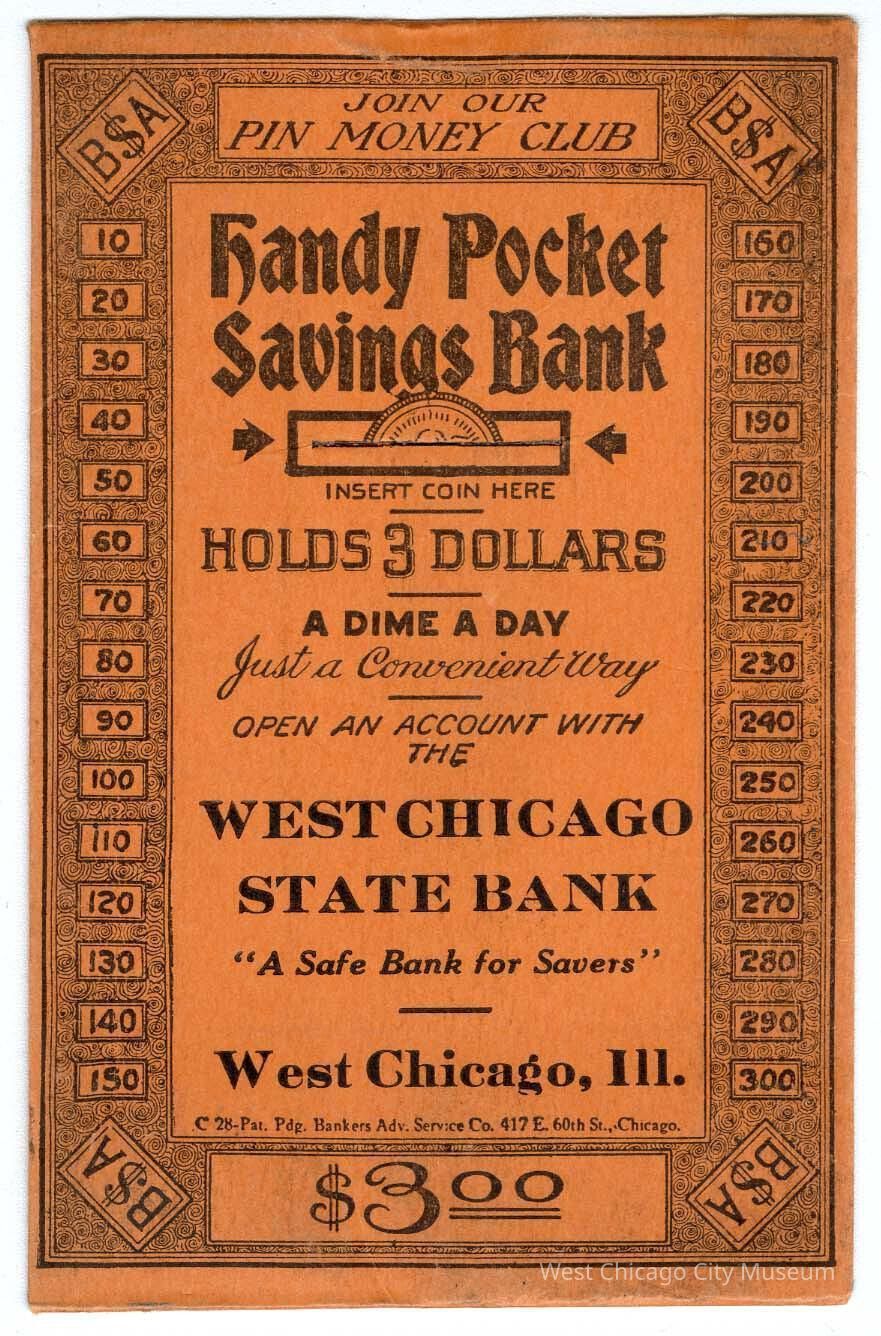 JOIN OUR
PIN MONEY CLUB
B$A
B$A
Handy Pocket
Savings Bank
INSERT COIN HERE
HOLDS 3 DOLLARS
A DIME A DAY
Just a Convenient Way
OPEN AN ACCOUNT WITH
THE
WEST CHICAGO
STATE BANK
"A Safe Bank for Savers"
West Chicago, Ill.
C 28-Pat. Pdg. Bankers Adv. Service Co. 417 E. 60th St., Chicago.
10
20
30
40
50
60
70
80
90
100
110
120
130
140
150
160
170
180
190
200
210
220
230
240
250
260
270
280
290
300
B$A
$3.00
B$A
West Chicago City Museum